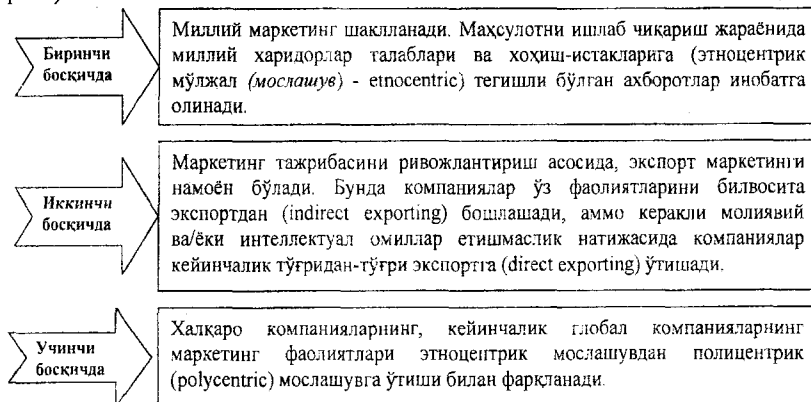 Биринчи
босқичда
Миллий маркетинг шаклланади. Маҳсулотни ишлаб чиқариш жараёнида
миллий харидорлар талаблари ва хоҳиш-истакларига (этноцентрик
мўлжал (мослашув) - etnocentric) тегишли бўлган ахборотлар инобатга
олинади.
Иккинчи
босқичда
Маркетинг тажрибасини ривожлантириш асосида, экспорт маркетинги
намоён бўлади. Бунда компаниялар ўз фаолиятларини билвосита
экспортдан (indirect exporting) бошлашади, аммо керакли молиявий
ва/ёки интеллектуал омиллар етишмаслик натижасида компаниялар
кейинчалик тўғридан-тўғри экспортга (direct exporting) ўтишади.
Учинчи
босқичда
Халқаро компанияларнинг, кейинчалик глобал компанияларнинг
маркетинг фаолиятлари этноцентрик мослашувдан полицентрик
(polycentric) мослашувга ўтиши билан фарқланади.